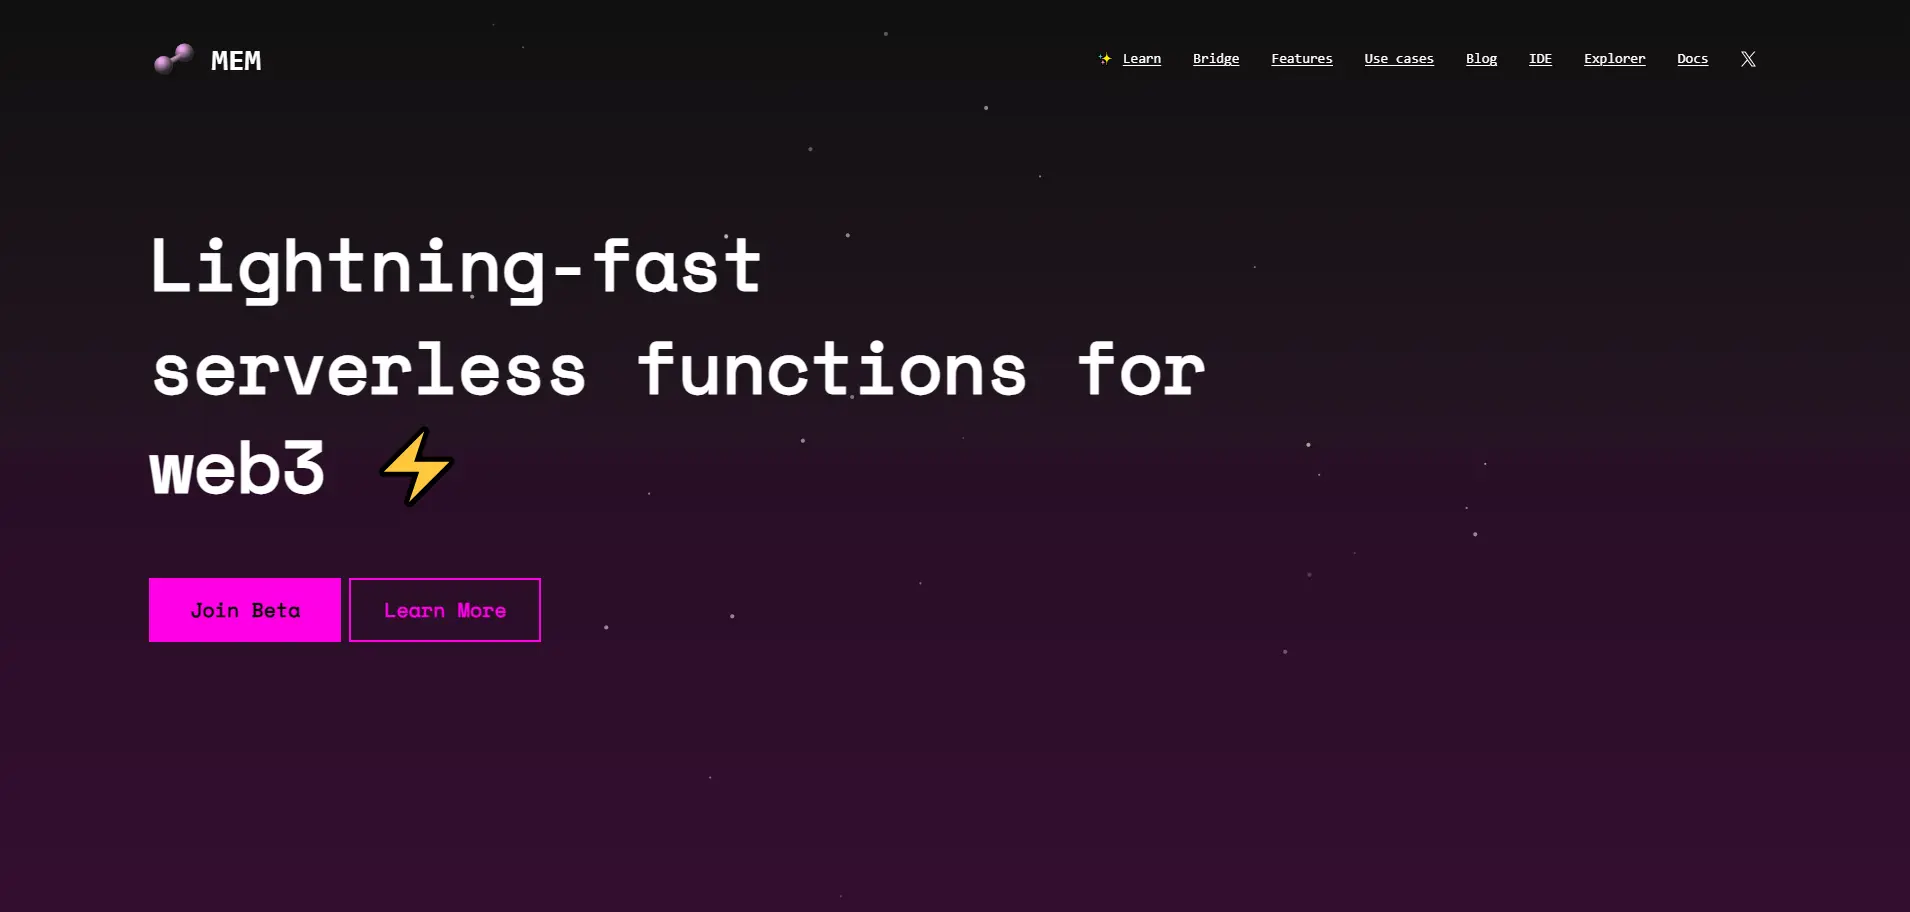 MEM
Learn Bridge Features Use cases Blog IDE Explorer Docs
Lightning-fast
serverless functions for
web3
Join Beta Learn More